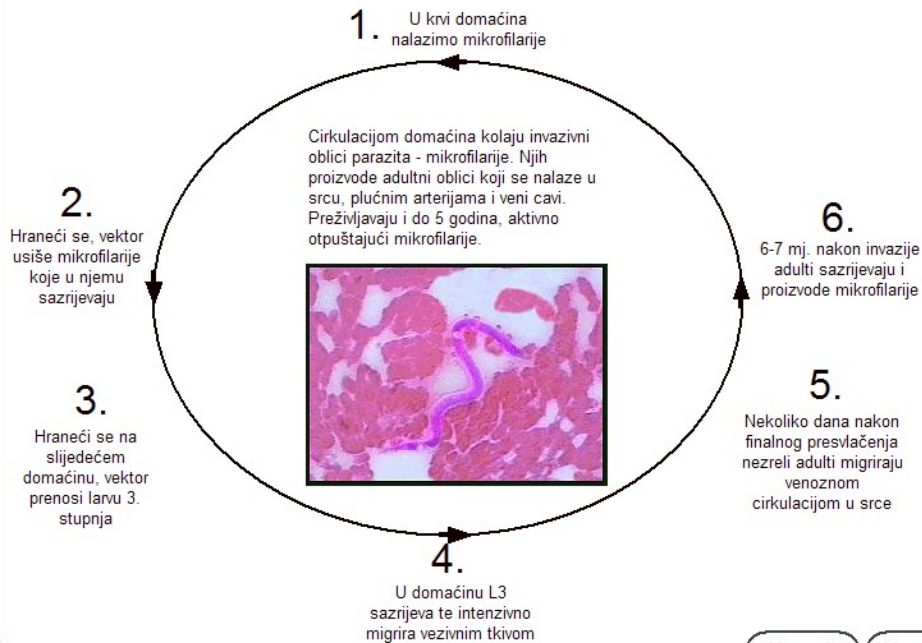 1.
U krvi domaćina
nalazimo mikrofilarije
Cirkulacijom domaćina kolaju invazivni
oblici parazita - mikrofilarije. Njih
proizvode adultni oblici koji se nalaze u
srcu, plućnim arterijama i veni cavi.
Preživljavaju i do 5 godina, aktivno
otpuštajući mikrofilarije.
2.
Hraneći se, vektor
usiše mikrofilarije
koje u njemu
sazrijevaju
3.
Hraneći se na
slijedećem
domaćinu, vektor
prenosi larvu 3.
stupnja
4.
U domaćinu L3
sazrijeva te intenzivno
migrira vezivnim tkivom
5.
Nekoliko dana nakon
finalnog presvlačenja
nezreli adulti migriraju
venoznom
cirkulacijom u srce
6.
6-7 mj. nakon invazije
adulti sazrijevaju i
proizvode mikrofilarije